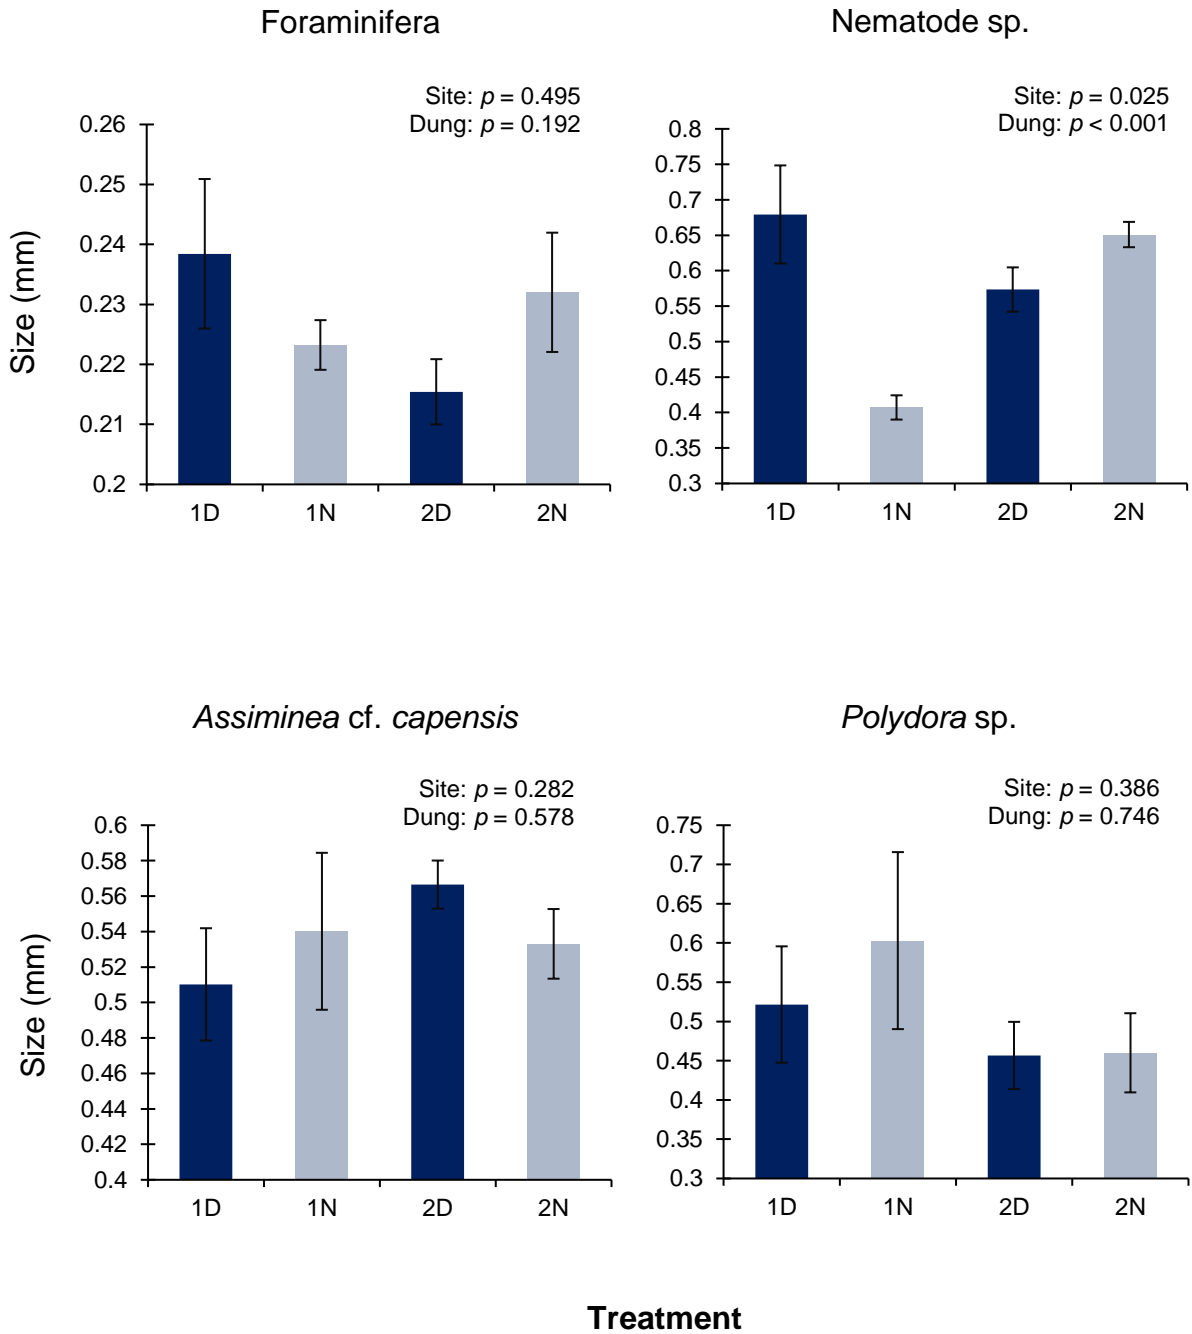 Foraminifera
Site: p = 0.495
Dung: p = 0.192
Size (mm)
0.26
0.25
0.24
0.23
0.22
0.21
0.2
1D 1N 2D 2N
Nematode sp.
Site: p = 0.025
Dung: p < 0.001
0.8
0.75
0.7
0.65
0.6
0.55
0.5
0.45
0.4
0.35
0.3
1D 1N 2D 2N
Assiminea cf. capensis
Site: p = 0.282
Dung: p = 0.578
Size (mm)
0.6
0.58
0.56
0.54
0.52
0.5
0.48
0.46
0.44
0.42
0.4
1D 1N 2D 2N
Polydora sp.
Site: p = 0.386
Dung: p = 0.746
0.75
0.7
0.65
0.6
0.55
0.5
0.45
0.4
0.35
0.3
1D 1N 2D 2N
Treatment